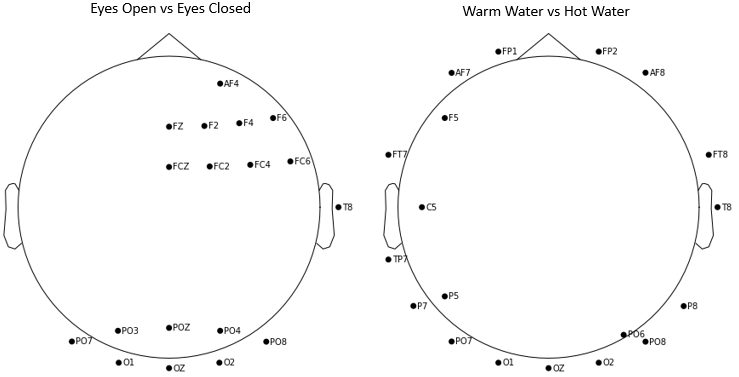 Eyes Open vs Eyes Closed
AF4
FZ F2 F4 F6
FCZ FC2 FC4 FC6
T8
PO3 POZ PO4
PO7 PO8
O1 OZ O2
Warm Water vs Hot Water
FP1 FP2
AF7 AF8
F5
FT7 FT8
C5 T8
TP7
P5
P7 P8
PO6
PO7 PO8
O1 OZ O2